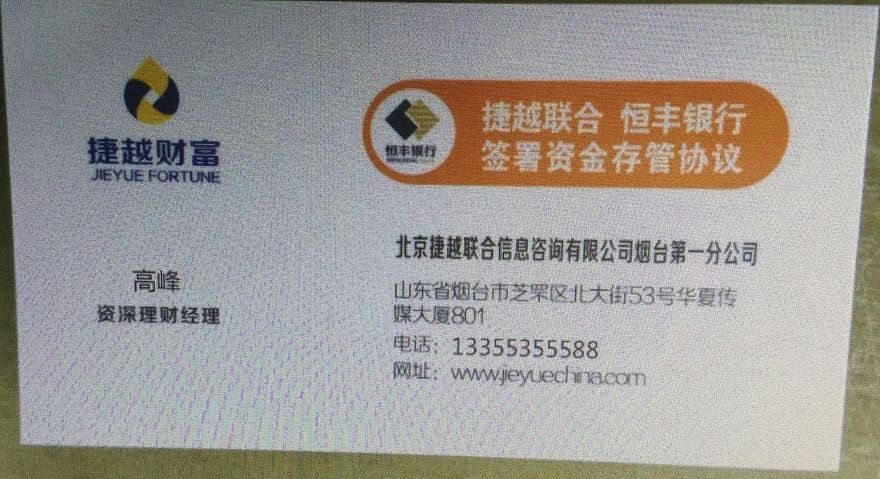 捷越财富
JIEYUE FORTUNE
恒丰银行
捷越联合 恒丰银行
签署资金存管协议
高峰
资深理财经理
北京捷越联合信息咨询有限公司烟台第一分公司
山东省烟台市芝罘区北大街53号华夏传
媒大厦801
电话：13355355588
网址：www.jieyuechina.com